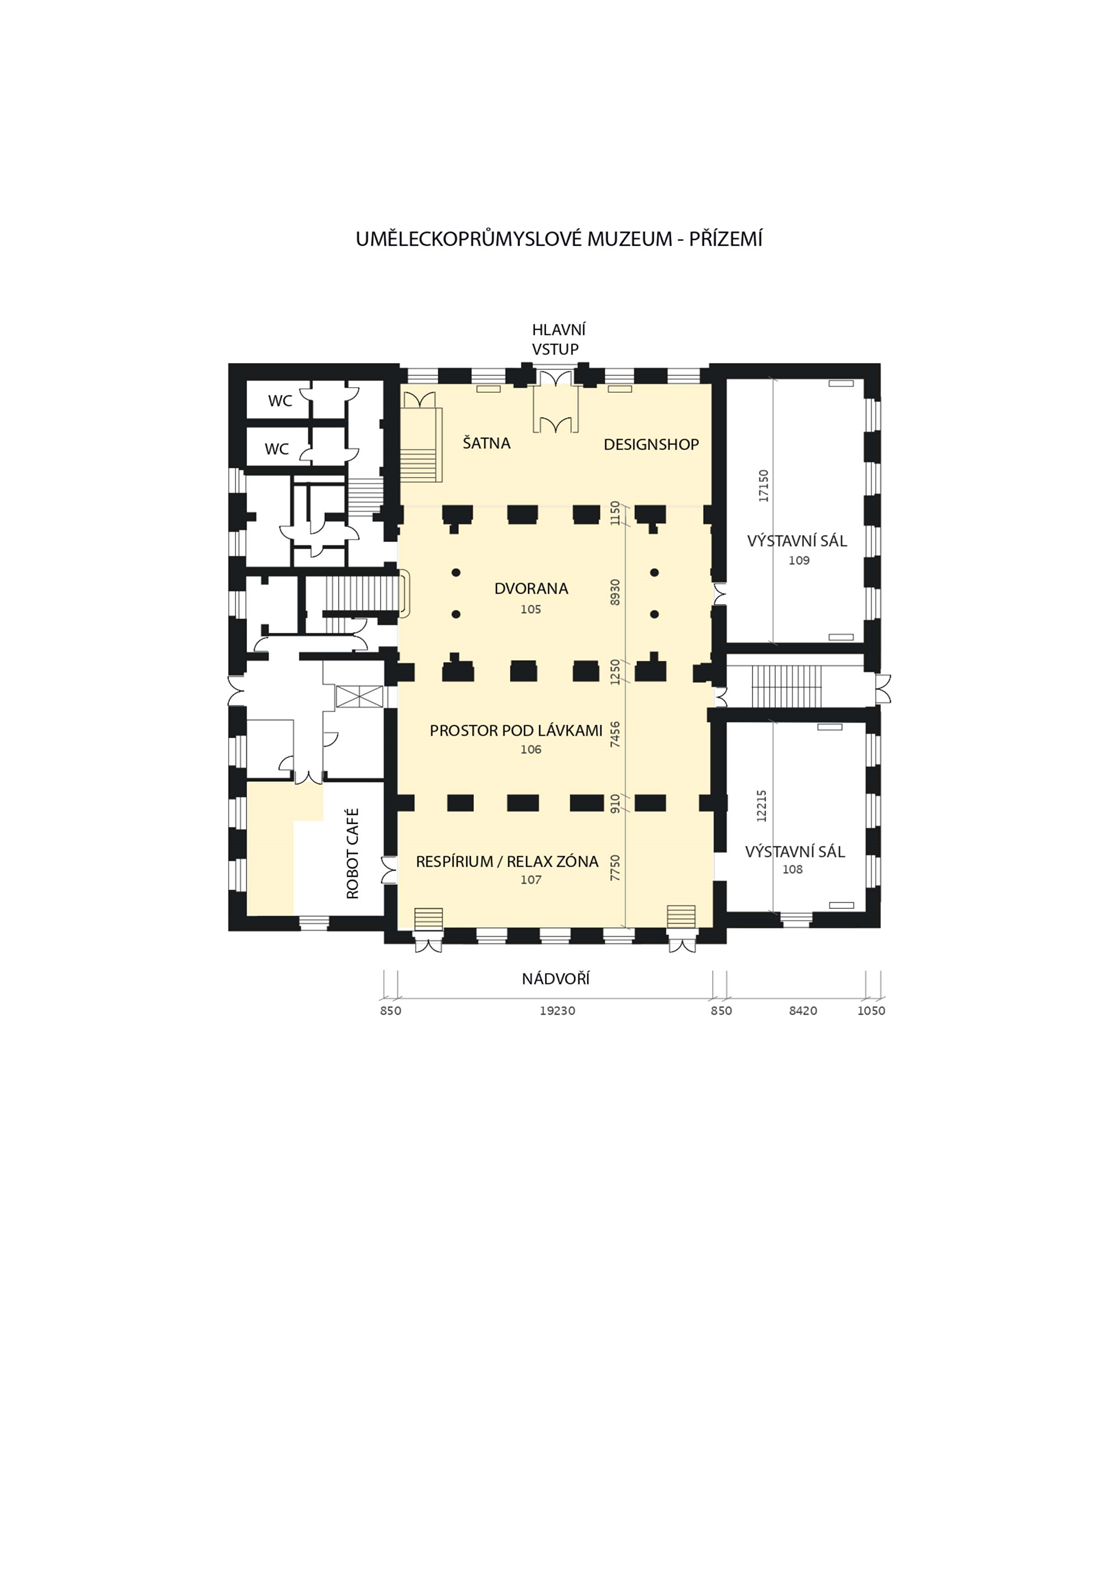 UMĚLECKOPRŮMYSLOVÉ MUZEUM - PŘÍZEMÍ
HLAVNÍ
VSTUP
WC
WC
ŠATNA
DESIGNSHOP
17150
1150
VÝSTAVNÍ SÁL
109
DVORANA
105
8930
1250
PROSTOR POD LÁVKAMI
106
7456
910
12215
ROBOT CAFÉ
RESPÍRIUM / RELAX ZÓNA
107
7750
VÝSTAVNÍ SÁL
108
NÁDVOŘÍ
850
19230
850
8420
1050